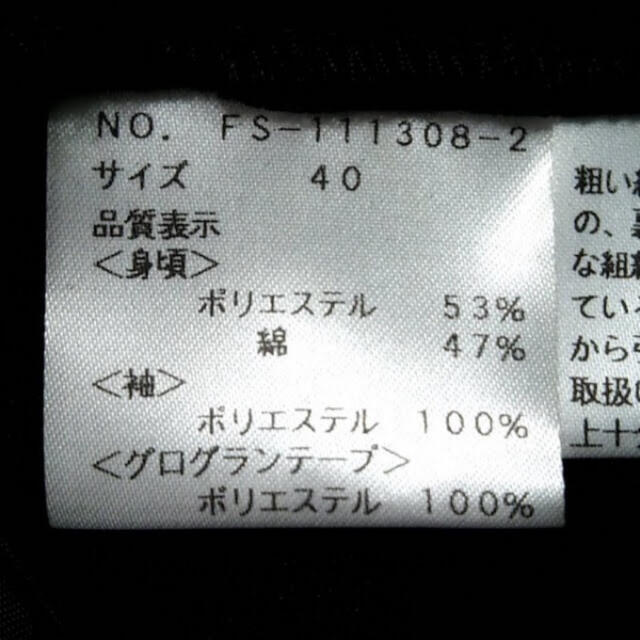 NO. FS-111308-2
サイズ 40
品質表示
<身頃>
ポリエステル 53%
綿 47%
<袖>
ポリエステル 100%
<グログランテープ>
ポリエステル 100%
粗い
の、
な組
てい
から
取扱
上十